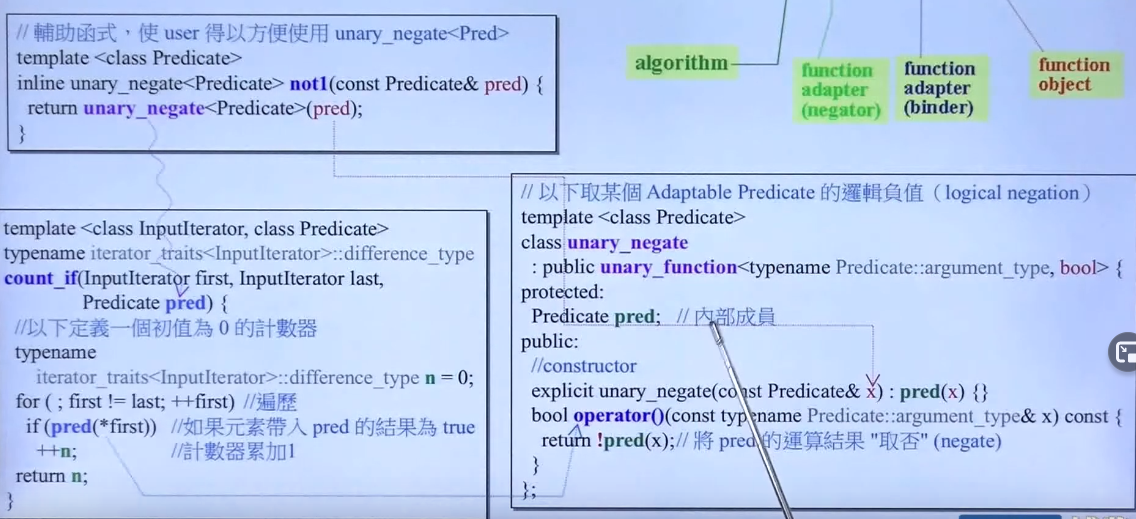 // 輔助函式，使 user 得以方便使用 unary_negate<Pred>
template <class Predicate>
inline unary_negate<Predicate> not1(const Predicate& pred) {
return unary_negate<Predicate>(pred);
}
algorithm
function
adapter
(negator)
function
adapter
(binder)
function
object
template <class InputIterator, class Predicate>
typename iterator_traits<InputIterator>::difference_type
count_if(InputIterator first, InputIterator last,
Predicate pred) {
//以下定義一個初值為 0 的計數器
typename
iterator_traits<InputIterator>::difference_type n = 0;
for ( ; first != last; ++first) //遍歷
if (pred(*first)) //如果元素帶入 pred 的結果為 true
++n; //計數器累加1
return n;
}
// 以下取某個 Adaptable Predicate 的邏輯負值（logical negation）
template <class Predicate>
class unary_negate
: public unary_function<typename Predicate::argument_type, bool> {
protected:
Predicate pred; // 內部成員
public:
//constructor
explicit unary_negate(const Predicate& x) : pred(x) {}
bool operator()(const typename Predicate::argument_type& x) const {
return !pred(x);// 將 pred 的運算結果 "取否" (negate)
}
};